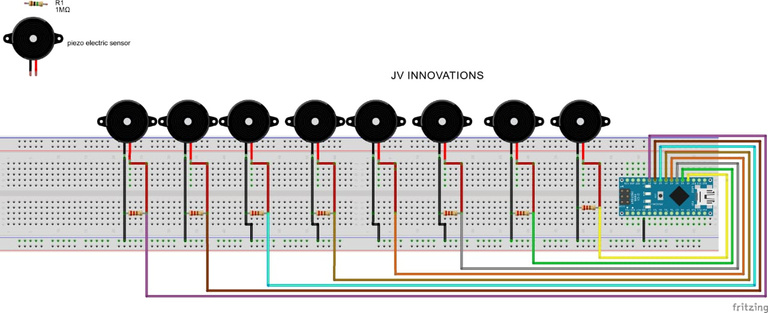 R1
1MΩ
piezo electric sensor
JV INNOVATIONS
fritzing